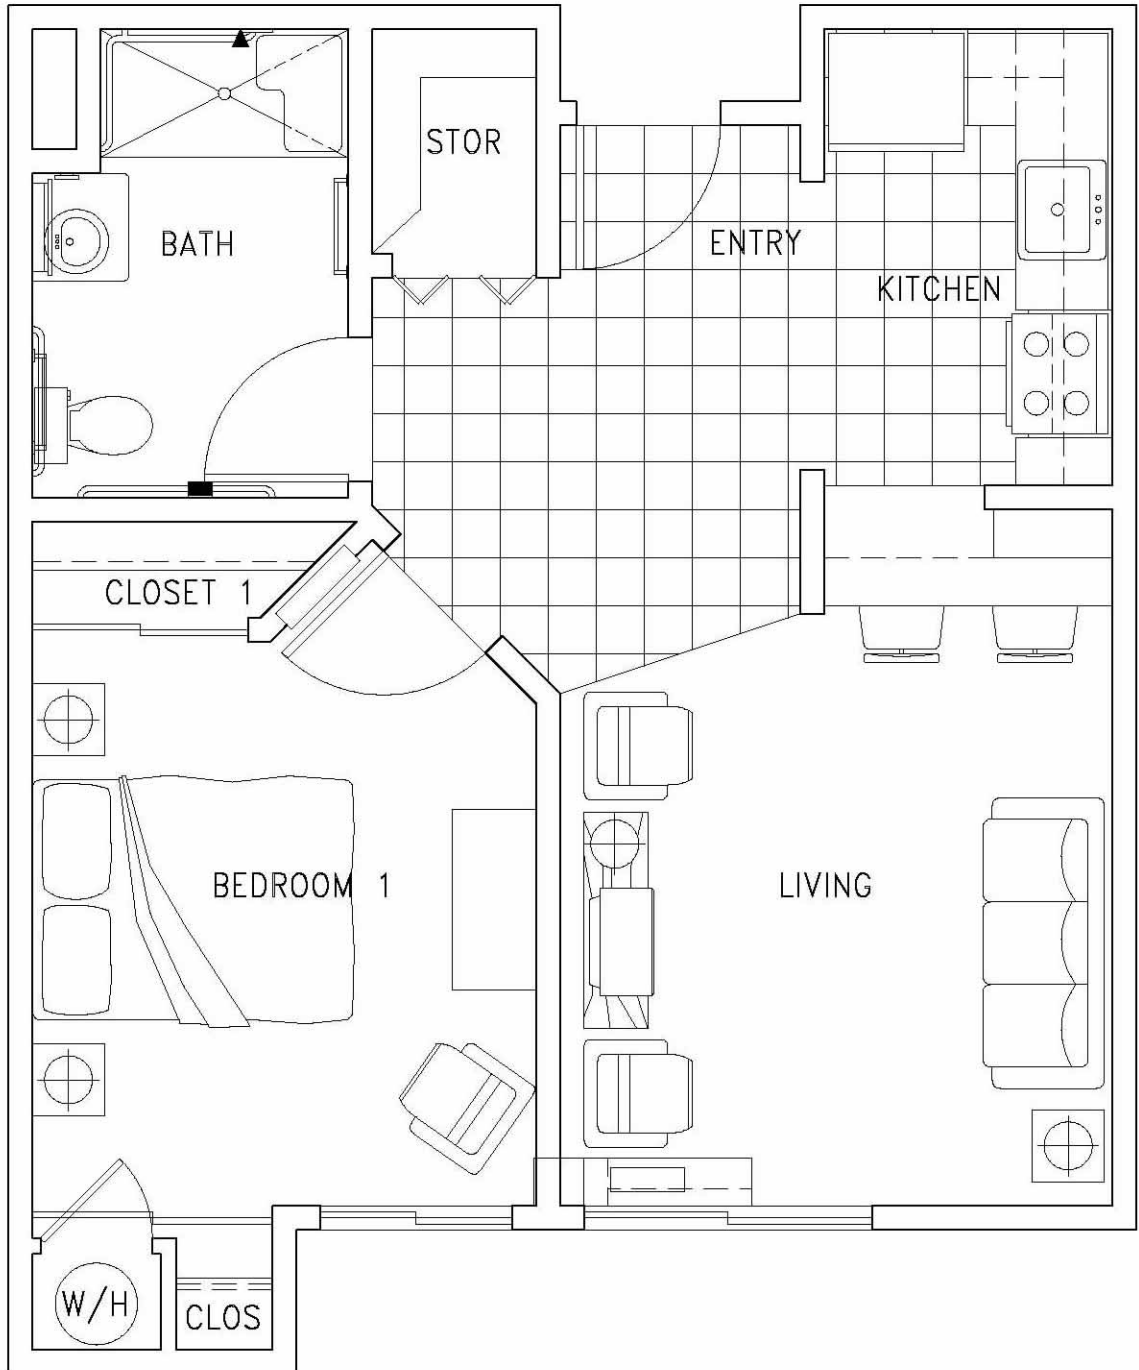 STOR
BATH
ENTRY
KITCHEN
CLOSET 1
BEDROOM 1
LIVING
W/H
CLOS